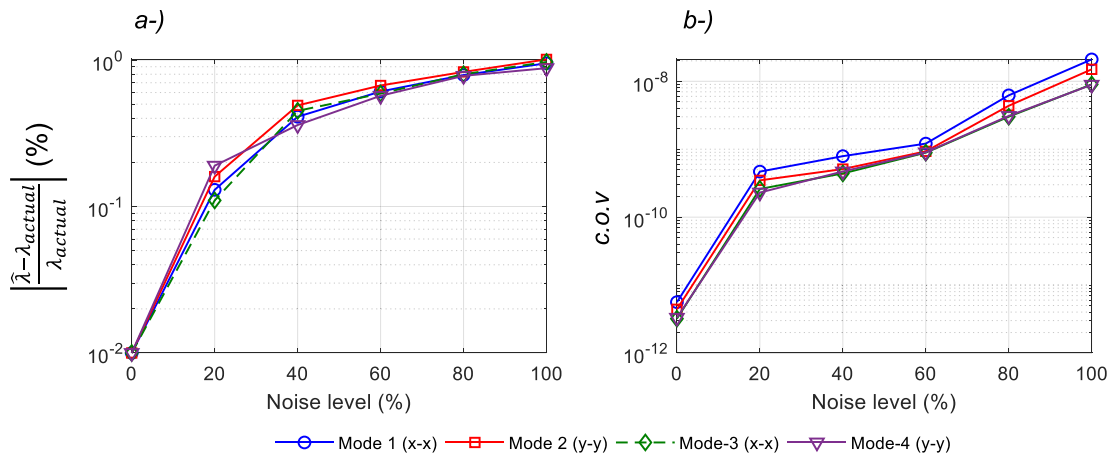 a-)
b-)
10^0
10^-1
10^-2
|λ̂−λ_actual / λ_actual| (%)
0 20 40 60 80 100
Noise level (%)
10^-8
10^-10
10^-12
c.o.v
0 20 40 60 80 100
Noise level (%)
Mode 1 (x-x) Mode 2 (y-y) Mode-3 (x-x) Mode-4 (y-y)